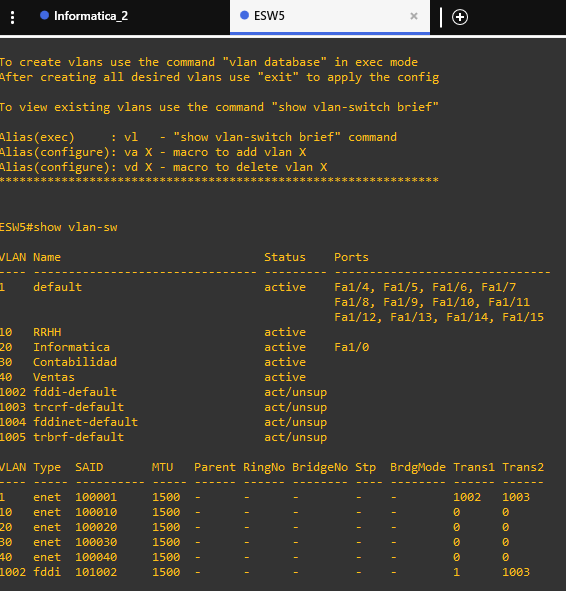 Informatica_2
ESW5
To create vlans use the command "vlan database" in exec mode
After creating all desired vlans use "exit" to apply the config
To view existing vlans use the command "show vlan-switch brief"
Alias(exec)     : vl   - "show vlan-switch brief" command
Alias(configure): va X - macro to add vlan X
Alias(configure): vd X - macro to delete vlan X
***************************************************************
ESW5#show vlan-sw
VLAN Name                             Status    Ports
---- -------------------------------- --------- -------------------------------
1    default                          active    Fa1/4, Fa1/5, Fa1/6, Fa1/7
                                                Fa1/8, Fa1/9, Fa1/10, Fa1/11
                                                Fa1/12, Fa1/13, Fa1/14, Fa1/15
10   RRHH                             active
20   Informatica                      active    Fa1/0
30   Contabilidad                     active
40   Ventas                           active
1002 fddi-default                     act/unsup
1003 trcrf-default                    act/unsup
1004 fddinet-default                  act/unsup
1005 trbrf-default                    act/unsup
VLAN Type  SAID       MTU   Parent RingNo BridgeNo Stp  BrdgMode Trans1 Trans2
---- ----- ---------- ----- ------ ------ -------- ---- -------- ------ ------
1    enet  100001     1500  -      -      -        -    -        1002   1003
10   enet  100010     1500  -      -      -        -    -        0      0
20   enet  100020     1500  -      -      -        -    -        0      0
30   enet  100030     1500  -      -      -        -    -        0      0
40   enet  100040     1500  -      -      -        -    -        0      0
1002 fddi  101002     1500  -      -      -        -    -        1      1003